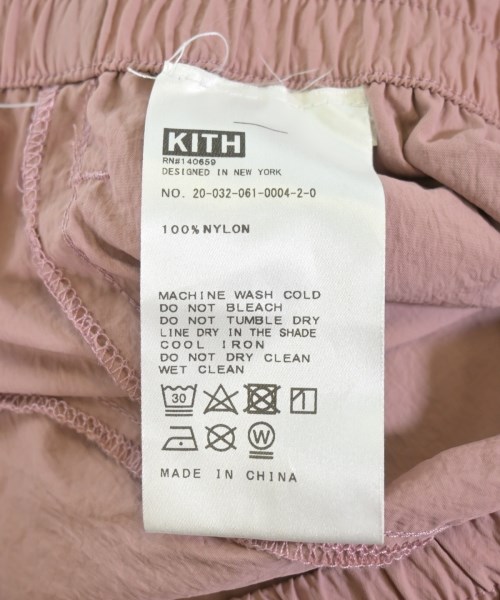 KITH
RN#140659
DESIGNED IN NEW YORK
NO. 20-032-061-0004-2-0
100%NYLON
MACHINE WASH COLD
DO NOT BLEACH
DO NOT TUMBLE DRY
LINE DRY IN THE SHADE
COOL IRON
DO NOT DRY CLEAN
WET CLEAN
30
W
MADE IN CHINA